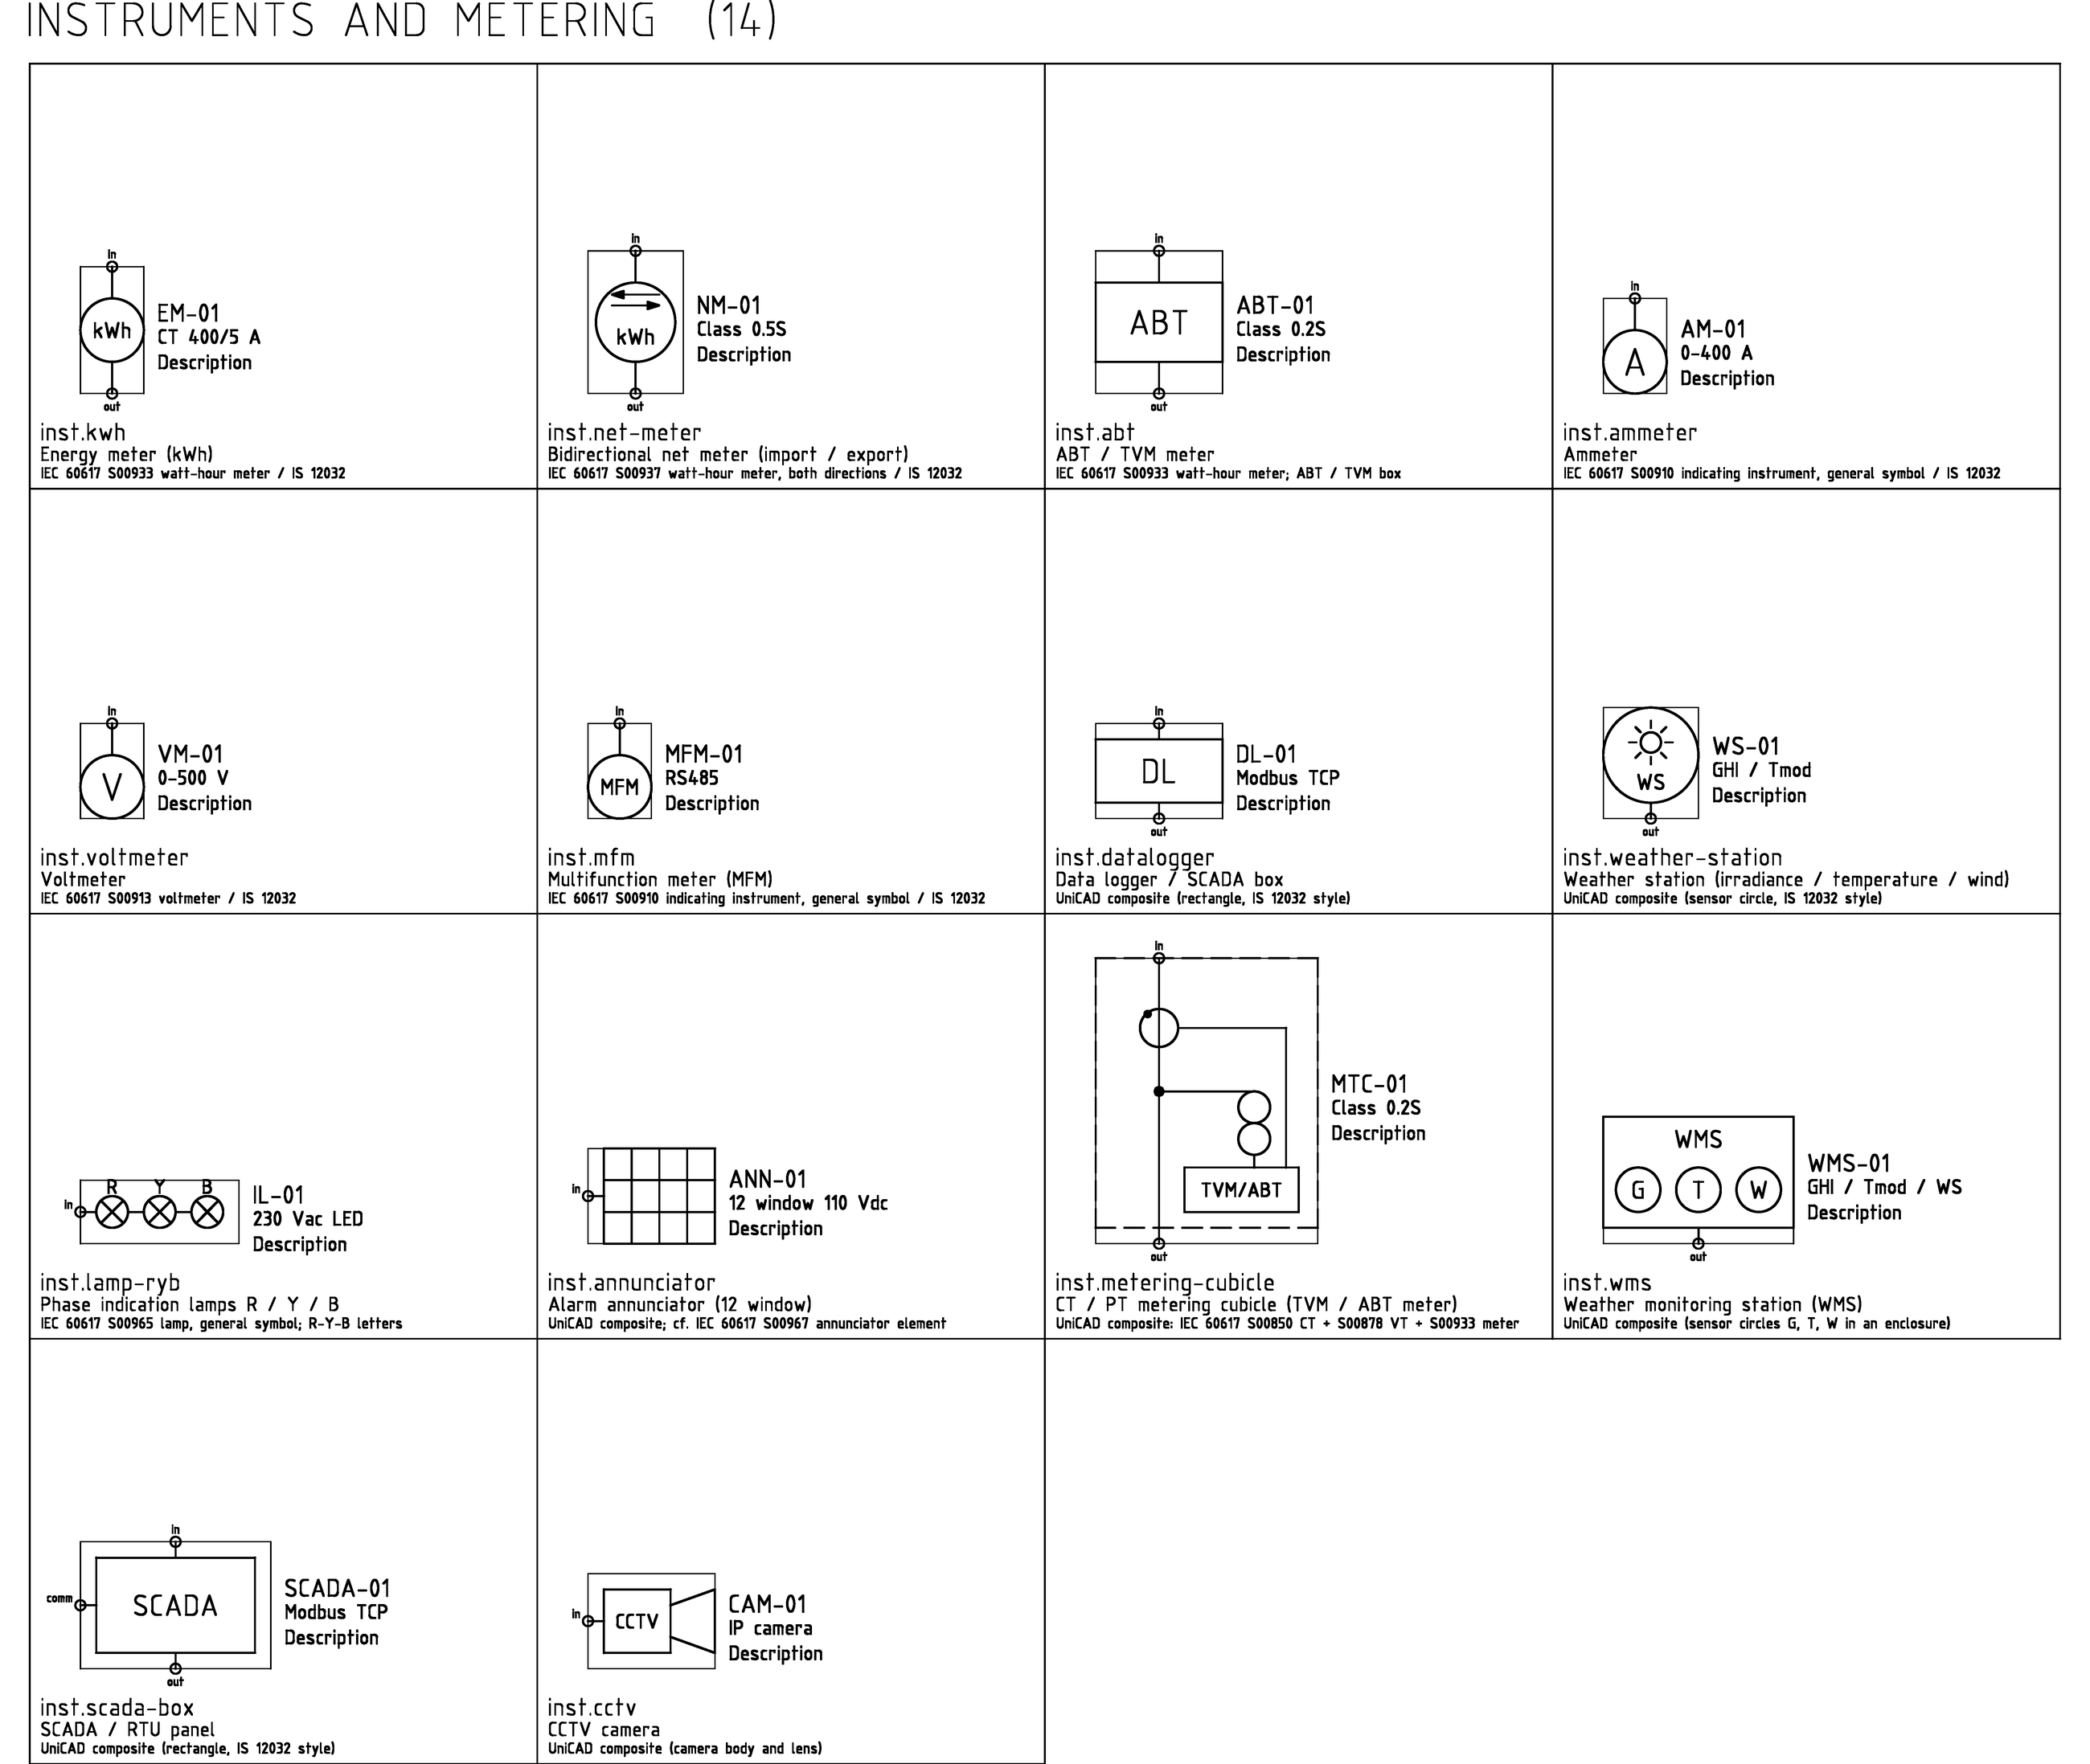 INSTRUMENTS AND METERING (14)
in
kWh
EM-01
CT 400/5 A
Description
out
inst.kwh
Energy meter (kWh)
IEC 60617 S00933 watt-hour meter / IS 12032
in
kWh
NM-01
Class 0.5S
Description
out
inst.net-meter
Bidirectional net meter (import / export)
IEC 60617 S00937 watt-hour meter, both directions / IS 12032
in
ABT
ABT-01
Class 0.2S
Description
out
inst.abt
ABT / TVM meter
IEC 60617 S00933 watt-hour meter; ABT / TVM box
in
A
AM-01
0-400 A
Description
inst.ammeter
Ammeter
IEC 60617 S00910 indicating instrument, general symbol / IS 12032
in
V
VM-01
0-500 V
Description
inst.voltmeter
Voltmeter
IEC 60617 S00913 voltmeter / IS 12032
in
MFM
MFM-01
RS485
Description
inst.mfm
Multifunction meter (MFM)
IEC 60617 S00910 indicating instrument, general symbol / IS 12032
in
DL
DL-01
Modbus TCP
Description
out
inst.datalogger
Data logger / SCADA box
UniCAD composite (rectangle, IS 12032 style)
WS
WS-01
GHI / Tmod
Description
out
inst.weather-station
Weather station (irradiance / temperature / wind)
UniCAD composite (sensor circle, IS 12032 style)
R Y B
in
IL-01
230 Vac LED
Description
inst.lamp-ryb
Phase indication lamps R / Y / B
IEC 60617 S00965 lamp, general symbol; R-Y-B letters
in
ANN-01
12 window 110 Vdc
Description
inst.annunciator
Alarm annunciator (12 window)
UniCAD composite; cf. IEC 60617 S00967 annunciator element
in
TVM/ABT
MTC-01
Class 0.2S
Description
out
inst.metering-cubicle
CT / PT metering cubicle (TVM / ABT meter)
UniCAD composite: IEC 60617 S00850 CT + S00878 VT + S00933 meter
WMS
G T W
WMS-01
GHI / Tmod / WS
Description
out
inst.wms
Weather monitoring station (WMS)
UniCAD composite (sensor circles G, T, W in an enclosure)
in
comm
SCADA
SCADA-01
Modbus TCP
Description
out
inst.scada-box
SCADA / RTU panel
UniCAD composite (rectangle, IS 12032 style)
in
CCTV
CAM-01
IP camera
Description
inst.cctv
CCTV camera
UniCAD composite (camera body and lens)